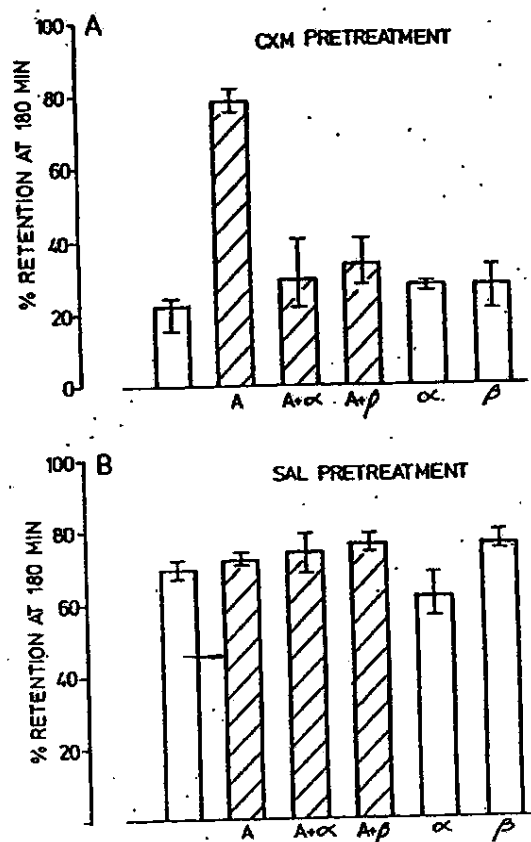 A
CXM PRETREATMENT
% RETENTION AT 180 MIN
100
80
60
40
20
0
A A+α A+β α. β
B
SAL PRETREATMENT
% RETENTION AT 180 MIN
100
80
60
40
20
A A+α A+β α β